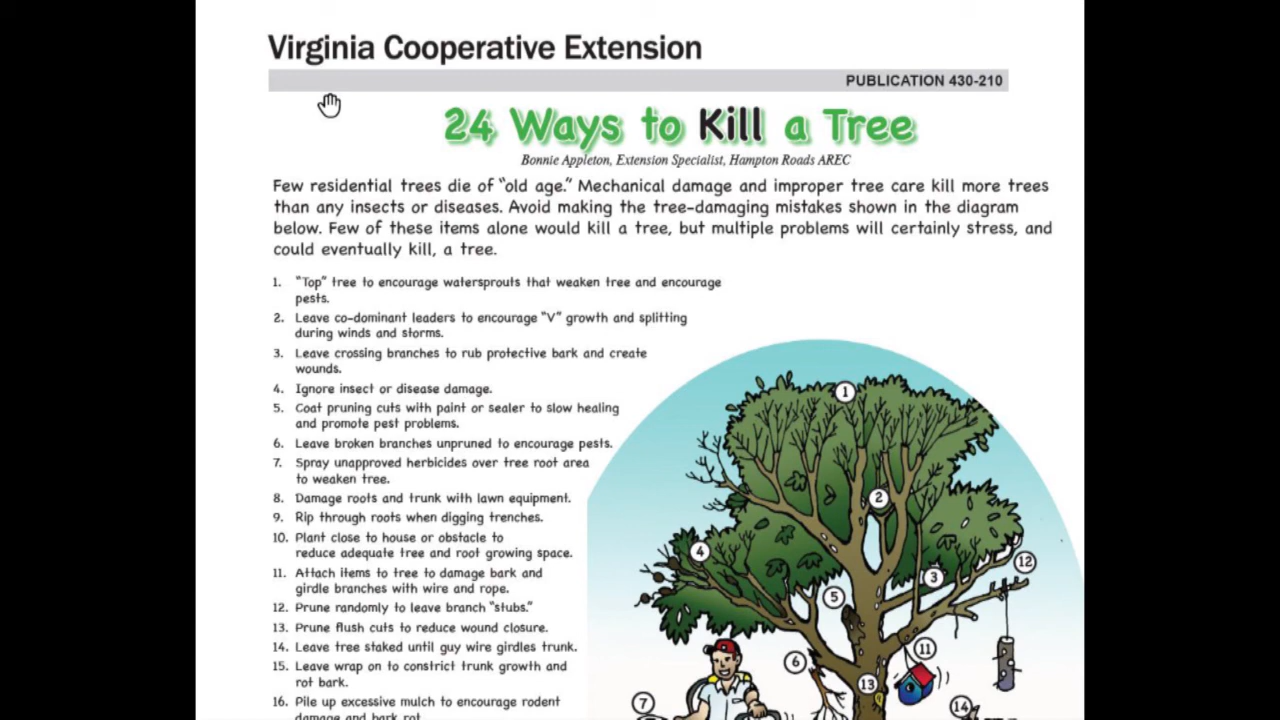 Virginia Cooperative Extension
PUBLICATION 430-210
24 Ways to Kill a Tree
Bonnie Appleton, Extension Specialist, Hampton Roads AREC
Few residential trees die of “old age.” Mechanical damage and improper tree care kill more trees
than any insects or diseases. Avoid making the tree-damaging mistakes shown in the diagram
below. Few of these items alone would kill a tree, but multiple problems will certainly stress, and
could eventually kill, a tree.
1. “Top” tree to encourage watersprouts that weaken tree and encourage
pests.
2. Leave co-dominant leaders to encourage “V” growth and splitting
during winds and storms.
3. Leave crossing branches to rub protective bark and create
wounds.
4. Ignore insect or disease damage.
5. Coat pruning cuts with paint or sealer to slow healing
and promote pest problems.
6. Leave broken branches unpruned to encourage pests.
7. Spray unapproved herbicides over tree root area
to weaken tree.
8. Damage roots and trunk with lawn equipment.
9. Rip through roots when digging trenches.
10. Plant close to house or obstacle to
reduce adequate tree and root growing space.
11. Attach items to tree to damage bark and
girdle branches with wire and rope.
12. Prune randomly to leave branch “stubs.”
13. Prune flush cuts to reduce wound closure.
14. Leave tree staked until guy wire girdles trunk.
15. Leave wrap on to constrict trunk growth and
rot bark.
16. Pile up excessive mulch to encourage rodent
damage and bark rot.
1
2
4
3
12
5
11
6
13
7
14